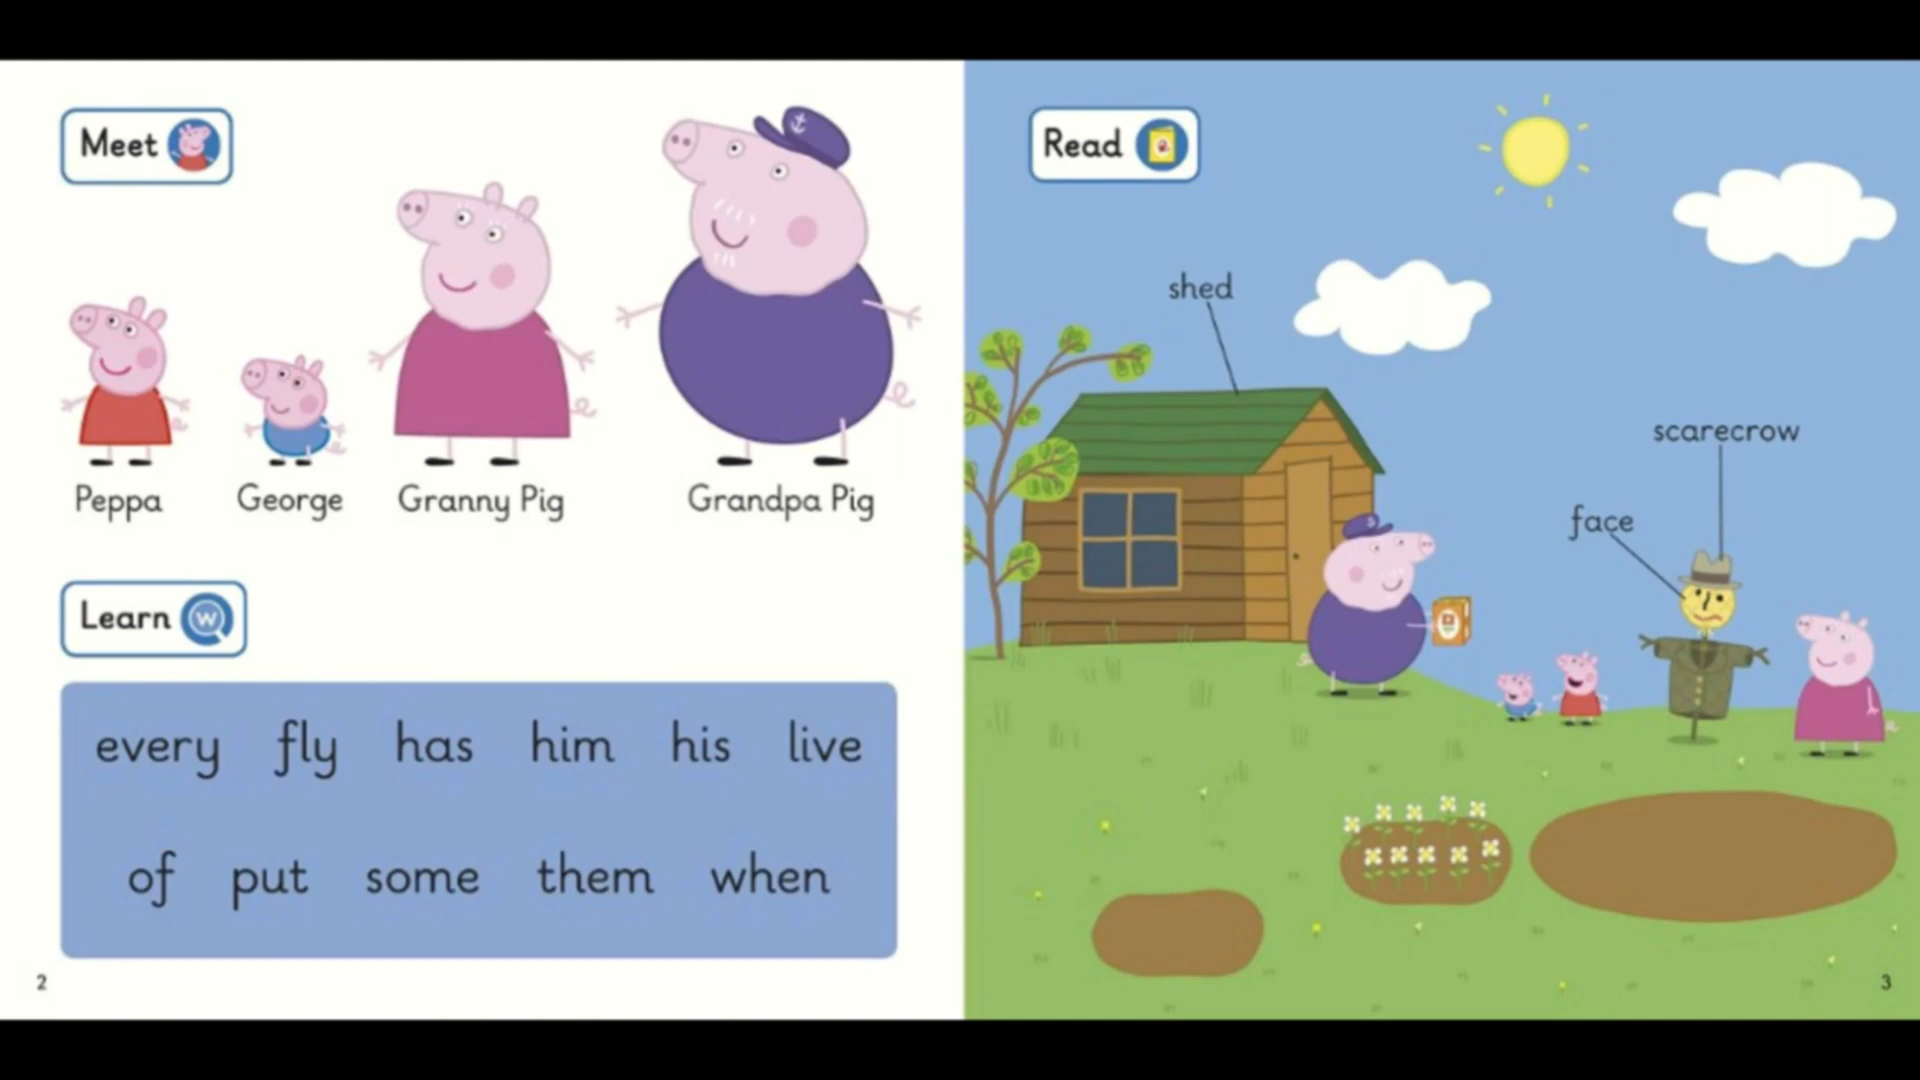 Meet
Peppa
George
Granny Pig
Grandpa Pig
Learn
w
every fly has him his live
of put some them when
2
Read
shed
scarecrow
face
3